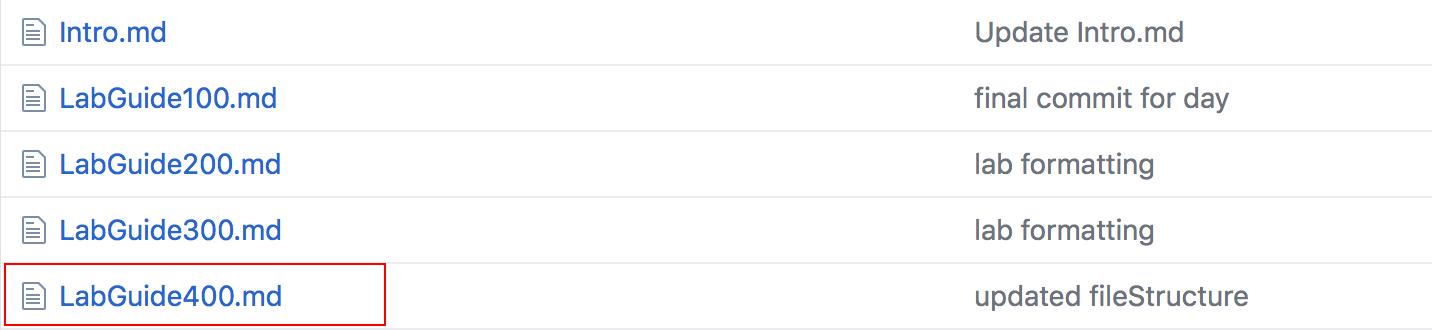 Intro.md Update Intro.md
LabGuide100.md final commit for day
LabGuide200.md lab formatting
LabGuide300.md lab formatting
LabGuide400.md updated fileStructure